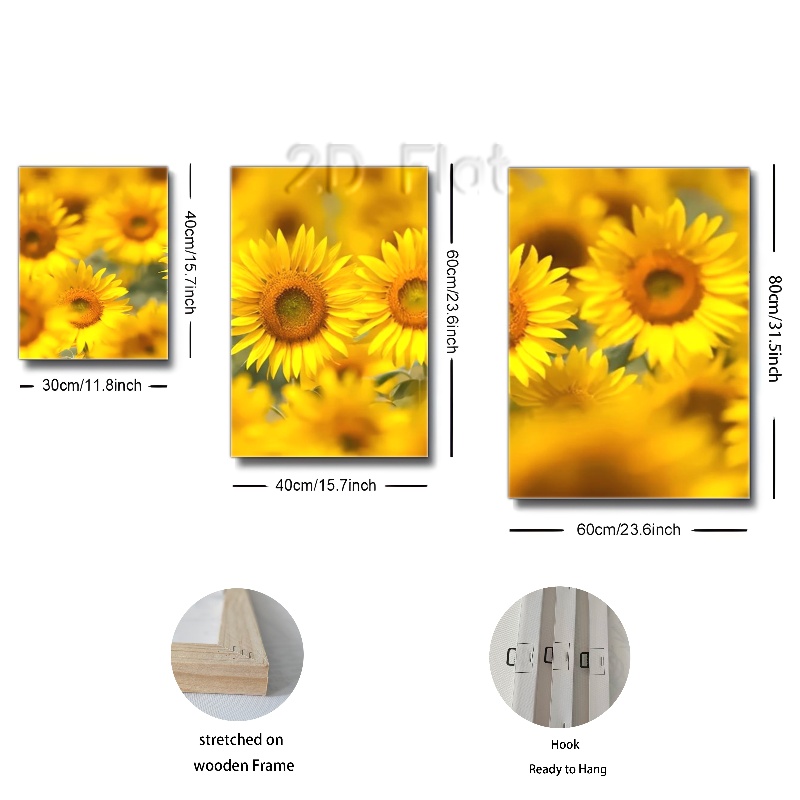 2D Flat
40cm/15.7inch
30cm/11.8inch
60cm/23.6inch
40cm/15.7inch
80cm/31.5inch
60cm/23.6inch
stretched on
wooden Frame
Hook
Ready to Hang